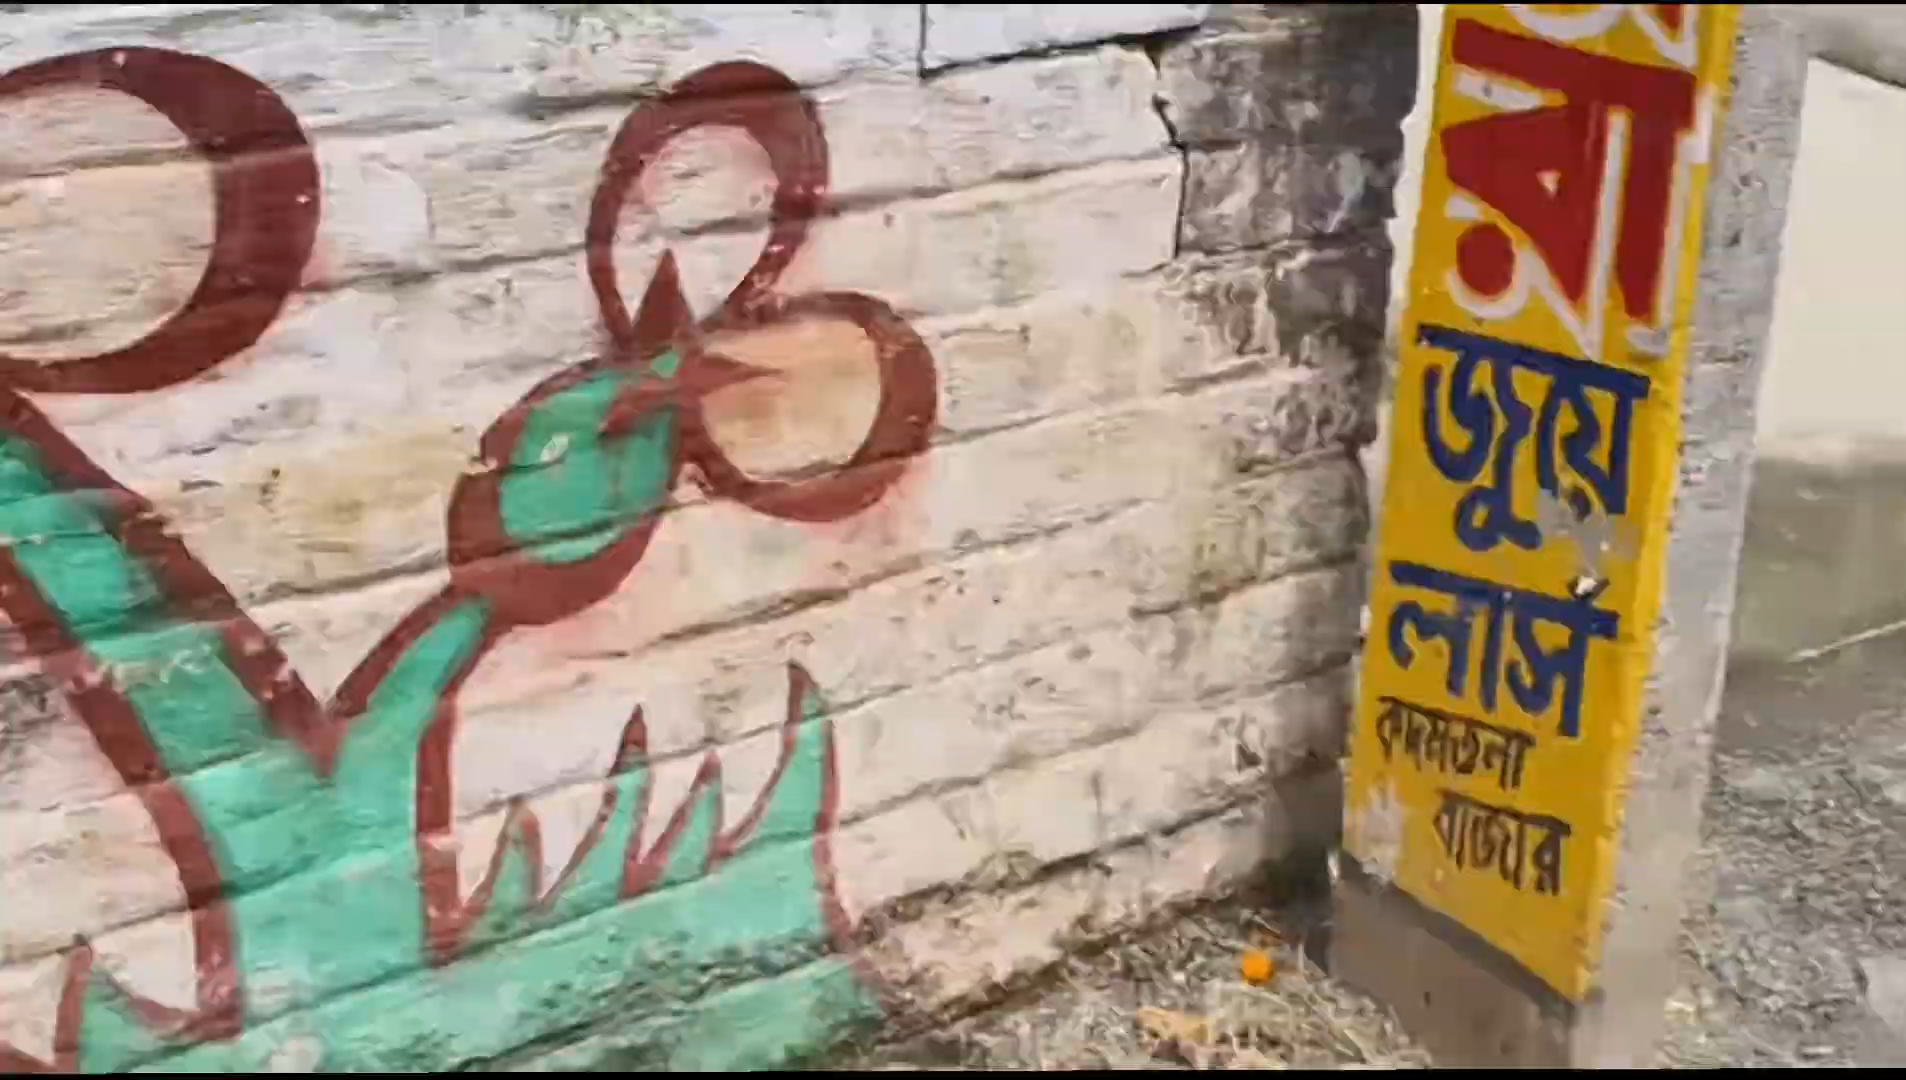 রা
জুয়ে
লার্স
কদমতলা
বাজার